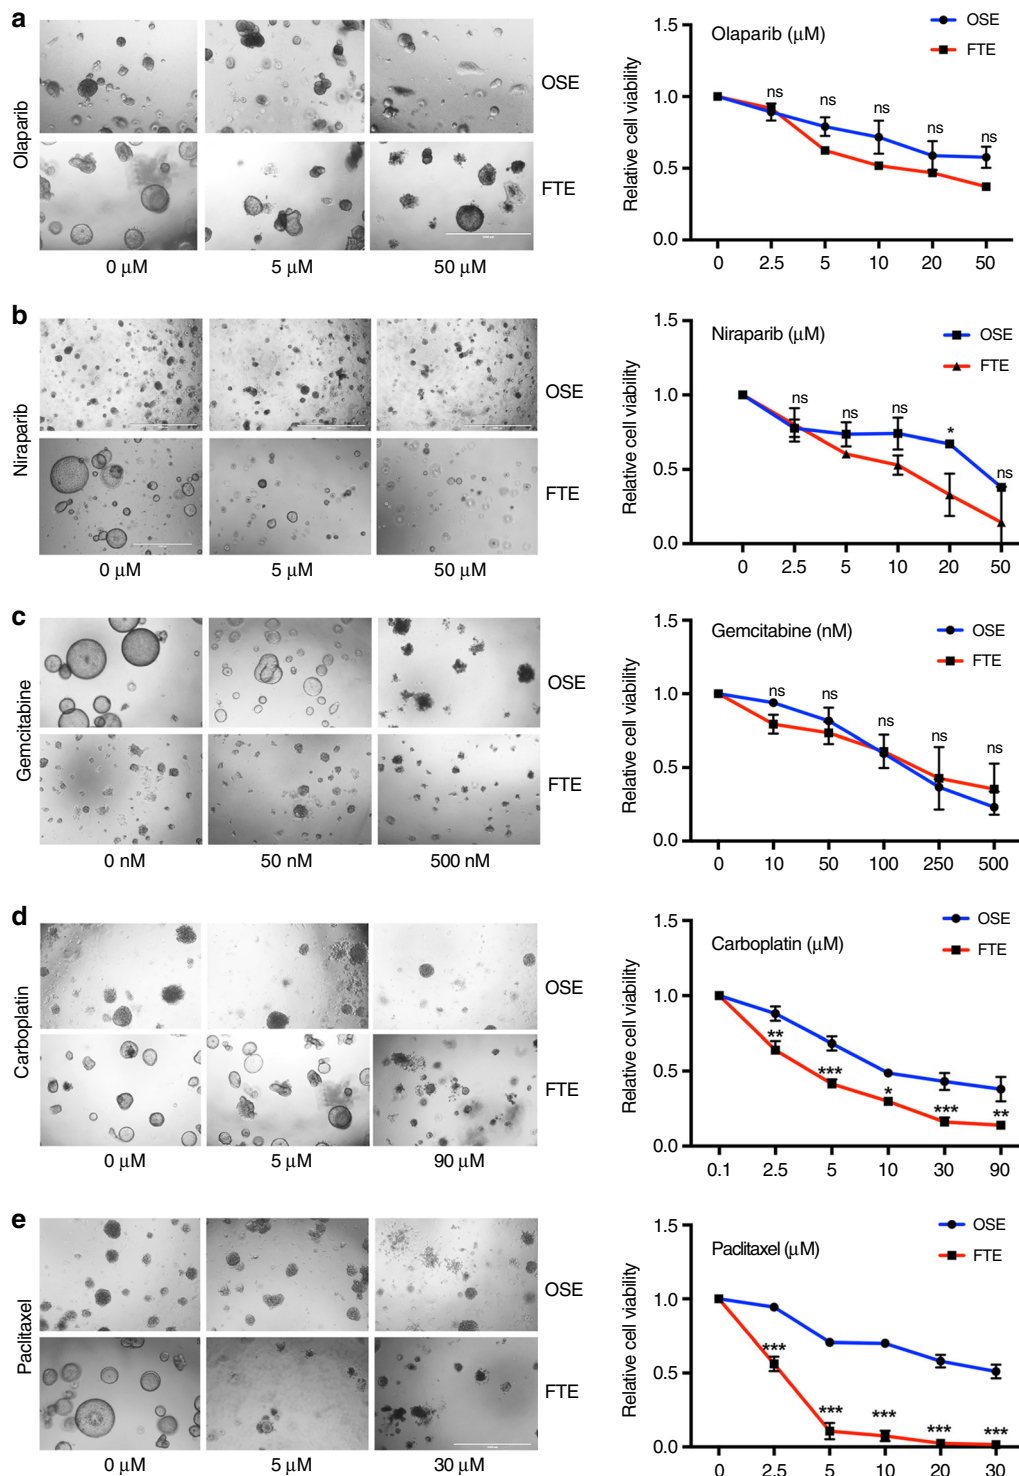 a
Olaparib
OSE
FTE
0 μM 5 μM 50 μM
Olaparib (μM)
OSE
FTE
Relative cell viability
1.5
1.0
0.5
0.0
ns ns ns ns ns
0 2.5 5 10 20 50
b
Niraparib
OSE
FTE
0 μM 5 μM 50 μM
Niraparib (μM)
OSE
FTE
Relative cell viability
1.5
1.0
0.5
0.0
ns ns ns * ns
0 2.5 5 10 20 50
c
Gemcitabine
OSE
FTE
0 nM 50 nM 500 nM
Gemcitabine (nM)
OSE
FTE
Relative cell viability
1.5
1.0
0.5
0.0
ns ns ns ns ns
0 10 50 100 250 500
d
Carboplatin
OSE
FTE
0 μM 5 μM 90 μM
Carboplatin (μM)
OSE
FTE
Relative cell viability
1.5
1.0
0.5
0.0
** *** * *** **
0.1 2.5 5 10 30 90
e
Paclitaxel
OSE
FTE
0 μM 5 μM 30 μM
Paclitaxel (μM)
OSE
FTE
Relative cell viability
1.5
1.0
0.5
0.0
*** *** *** *** ***
0 2.5 5 10 20 30